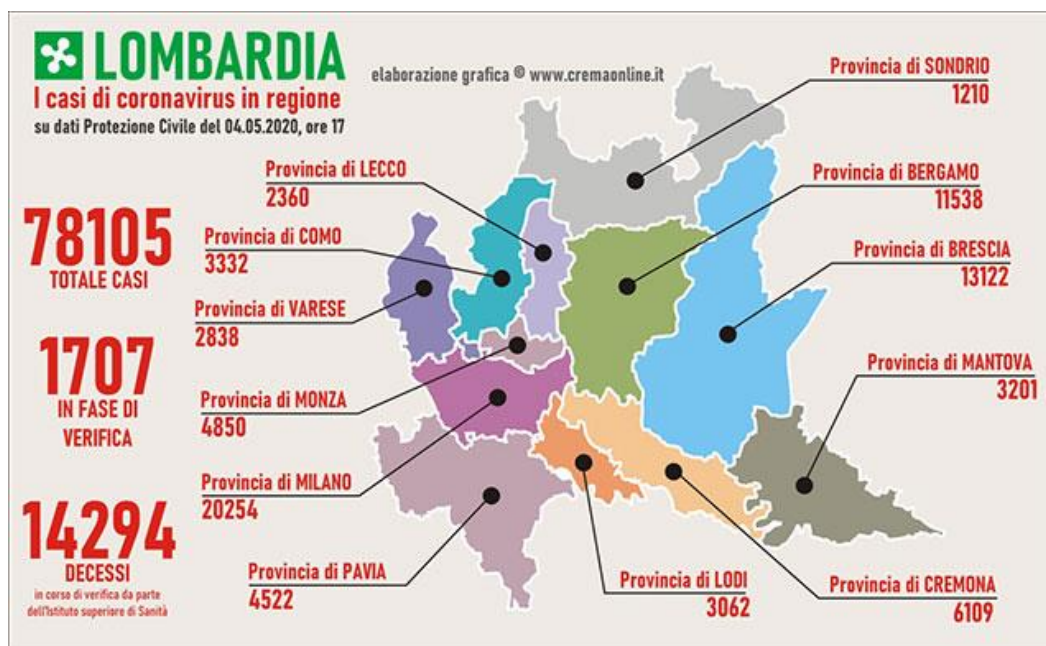 LOMBARDIA
I casi di coronavirus in regione
su dati Protezione Civile del 04.05.2020, ore 17
elaborazione grafica © www.cremaonline.it
78105
TOTALE CASI
1707
IN FASE DI
VERIFICA
14294
DECESSI
in corso di verifica da parte
dell'Istituto superiore di Sanità
Provincia di SONDRIO
1210
Provincia di LECCO
2360
Provincia di BERGAMO
11538
Provincia di COMO
3332
Provincia di BRESCIA
13122
Provincia di VARESE
2838
Provincia di MANTOVA
3201
Provincia di MONZA
4850
Provincia di MILANO
20254
Provincia di PAVIA
4522
Provincia di LODI
3062
Provincia di CREMONA
6109